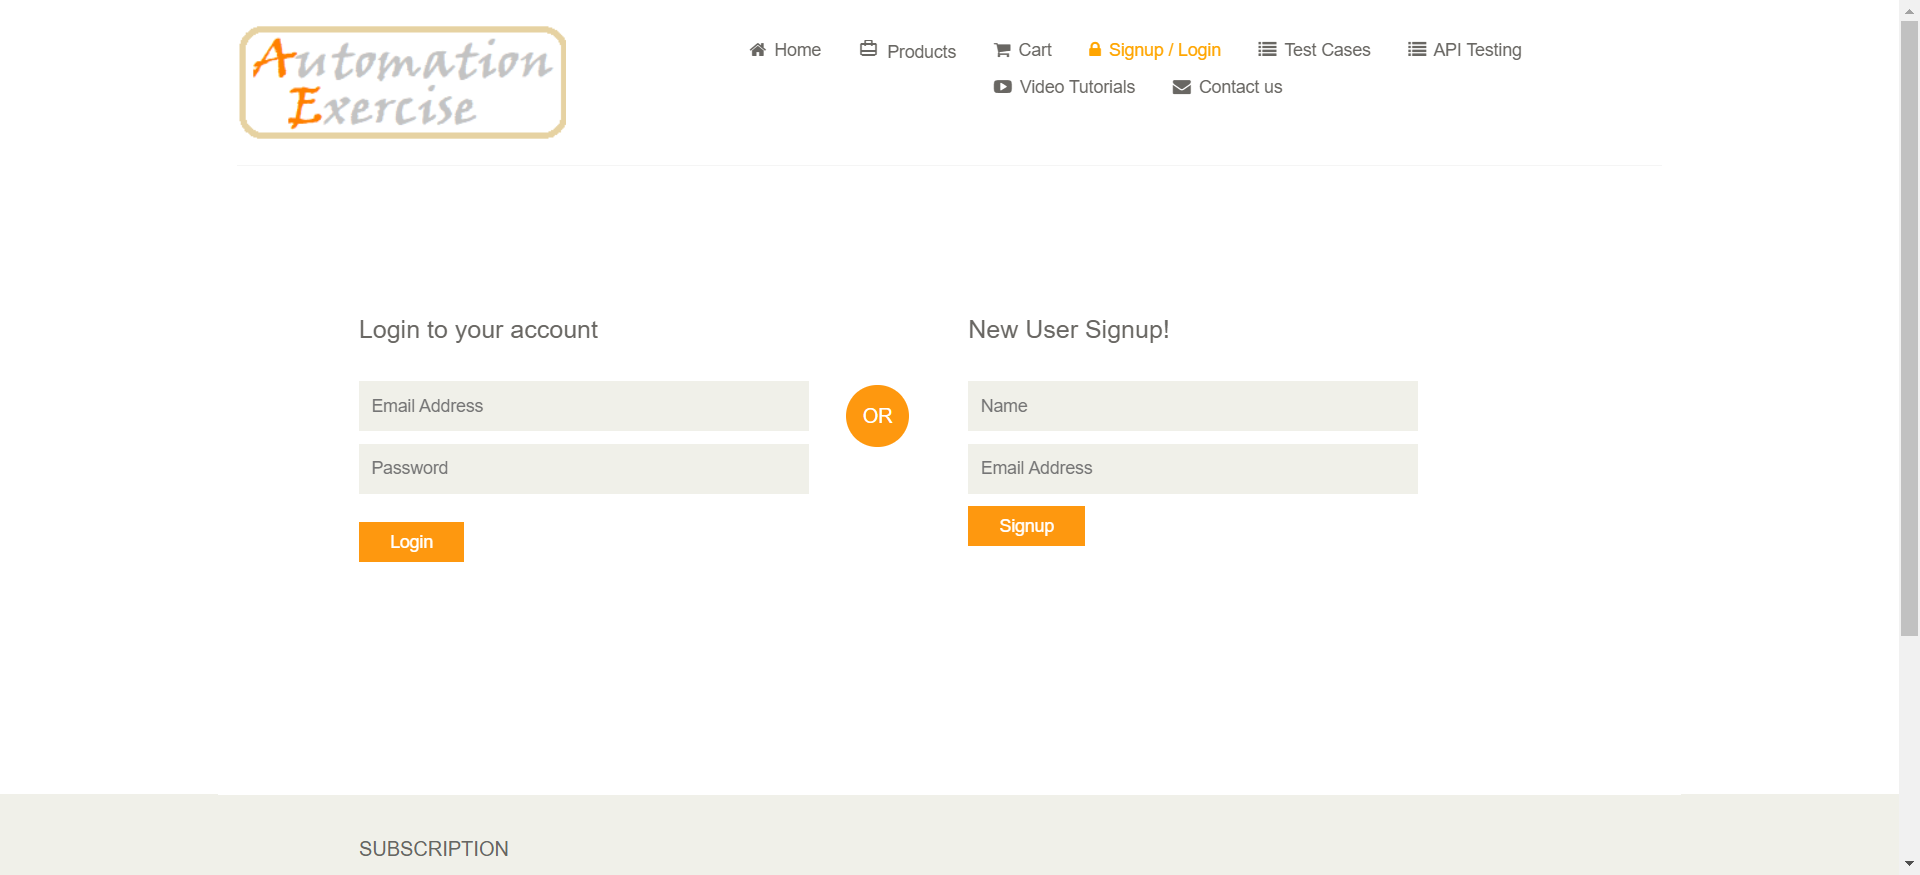 Automation
Exercise
Home
Products
Cart
Signup / Login
Test Cases
API Testing
Video Tutorials
Contact us
Login to your account
Email Address
Password
Login
OR
New User Signup!
Name
Email Address
Signup
SUBSCRIPTION